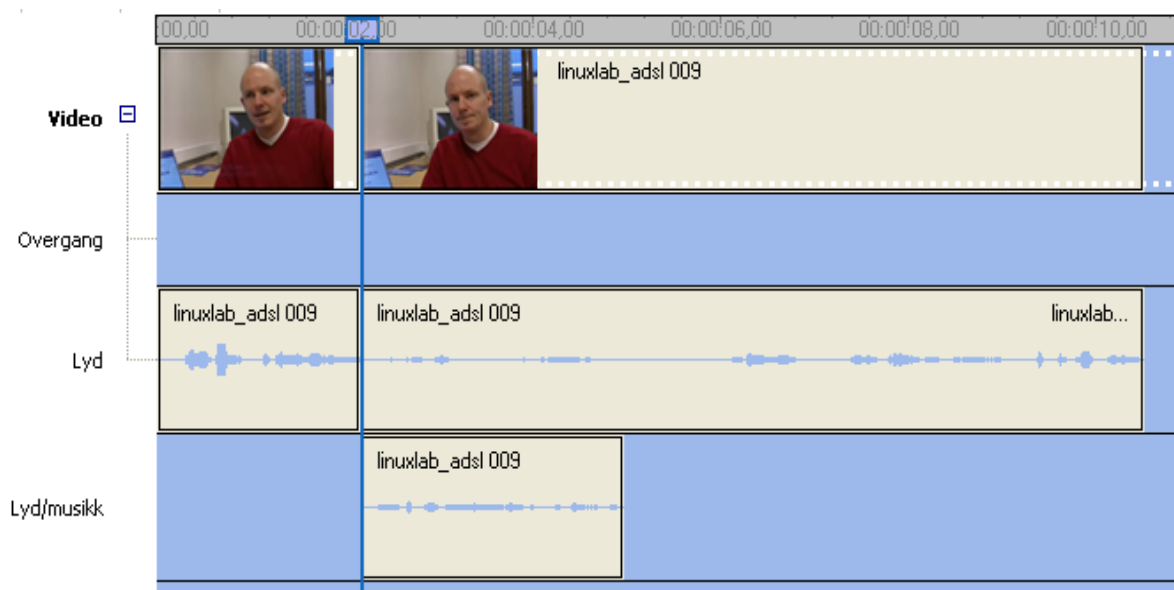 :00,00 00:00:02,00 00:00:04,00 00:00:06,00 00:00:08,00 00:00:10,00
Video linuxlab_adsl 009
Overgang
linuxlab_adsl 009 linuxlab_adsl 009 linuxlab...
Lyd
linuxlab_adsl 009
Lyd/musikk